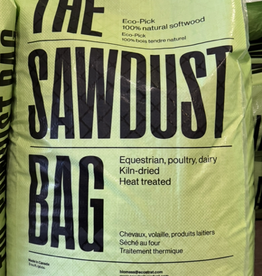 THE
Eco-Pick
100% natural softwood
Eco-Pick
100% bois tendre naturel
SAWDUST
BAG
Equestrian, poultry, dairy
Kiln-dried
Heat treated
Chevaux, volaille, produits laitiers
Séché au four
Traitement thermique
BAG